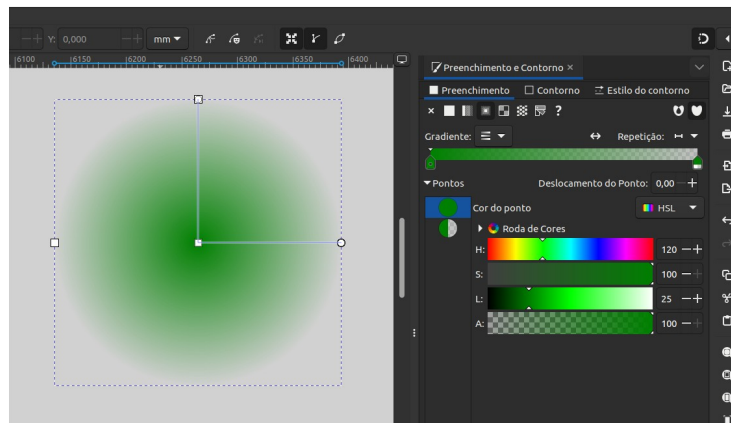 Y: 0,000 mm
6100 6150 6200 6250 6300 6350 6400
Preenchimento e Contorno ×
Preenchimento Contorno Estilo do contorno
× ?
Gradiente: Repetição:
Pontos Deslocamento do Ponto: 0,00
Cor do ponto HSL
Roda de Cores
H: 120
S: 100
L: 25
A: 100